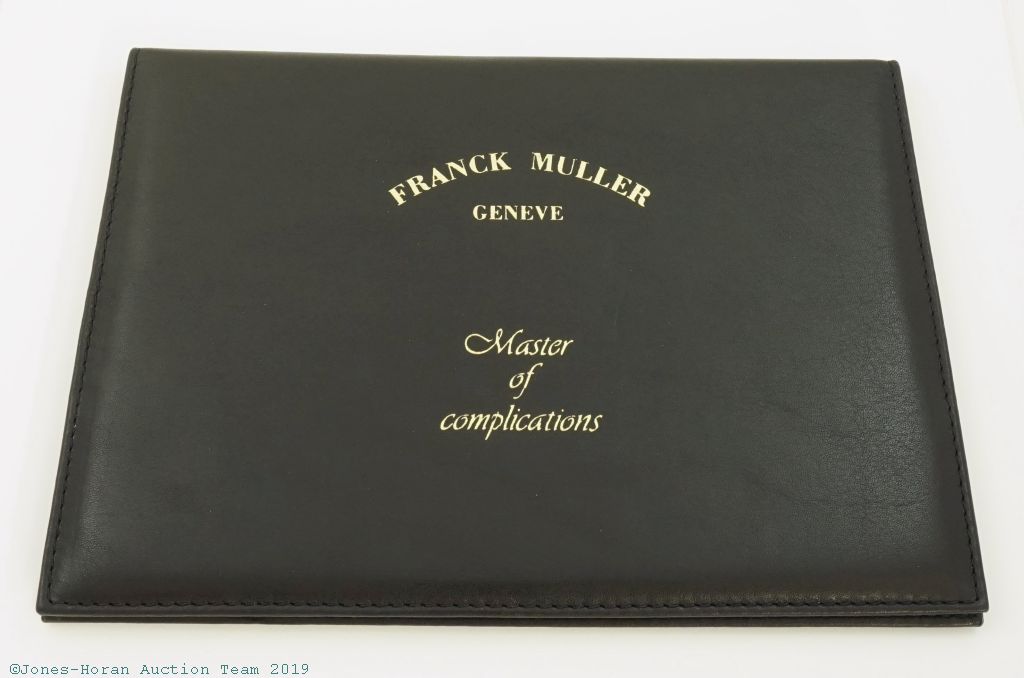 FRANCK MULLER
GENEVE
Master
of
complications
©Jones-Horan Auction Team 2019